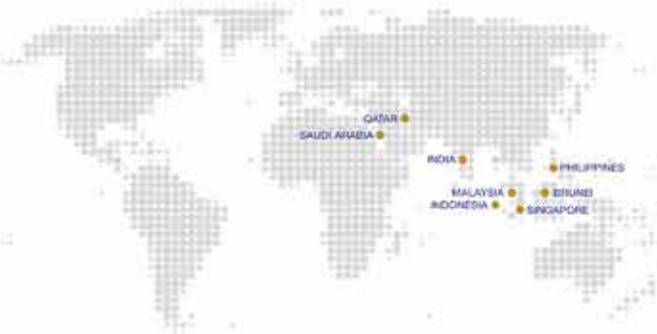 QATAR
SAUDI ARABIA
INDIA
PHILIPPINES
MALAYSIA
BRUNEI
INDONESIA
SINGAPORE